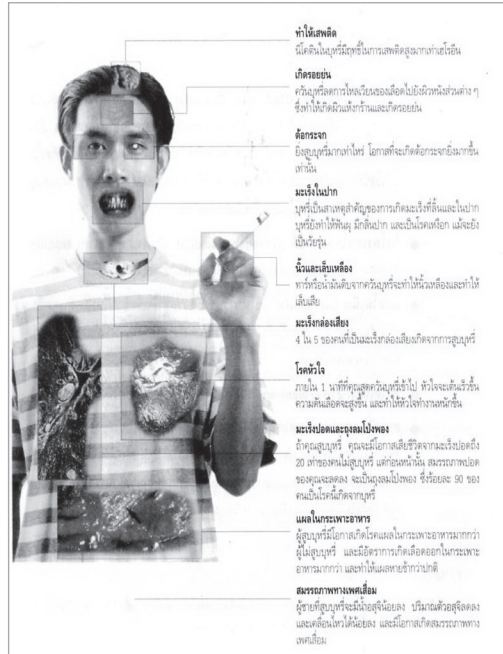 ทำให้เสพติด
นิโคตินในบุหรี่มีฤทธิ์ในการเสพติดสูงมากเท่าเฮโรอีน
เกิดรอยย่น
ควันบุหรี่ลดการไหลเวียนของเลือดไปยังผิวหนังส่วนต่าง ๆ
ซึ่งทำให้เกิดผิวแห้งกร้านและเกิดรอยย่น
ต้อกระจก
ยิ่งสูบบุหรี่มากเท่าไหร่ โอกาสที่จะเกิดต้อกระจกยิ่งมากขึ้น
เท่านั้น
มะเร็งในปาก
บุหรี่เป็นสาเหตุสำคัญของการเกิดมะเร็งที่ลิ้นและในปาก
บุหรี่ยังทำให้ฟันผุ มีกลิ่นปาก และเป็นโรคเหงือก แม้จะยัง
เป็นวัยรุ่น
นิ้วและเล็บเหลือง
ทาร์หรือน้ำมันดิบจากควันบุหรี่จะทำให้นิ้วเหลืองและทำให้
เล็บเสีย
มะเร็งกล่องเสียง
4 ใน 5 ของคนที่เป็นมะเร็งกล่องเสียงเกิดจากการสูบบุหรี่
โรคหัวใจ
ภายใน 1 นาทีที่คุณสูดควันบุหรี่เข้าไป หัวใจจะเต้นเร็วขึ้น
ความดันเลือดจะสูงขึ้น และทำให้หัวใจทำงานหนักขึ้น
มะเร็งปอดและถุงลมโป่งพอง
ถ้าคุณสูบบุหรี่ คุณจะมีโอกาสเสียชีวิตจากมะเร็งปอดถึง
20 เท่าของคนไม่สูบบุหรี่ แต่ก่อนหน้านั้น สมรรถภาพปอด
ของคุณจะลดลง จะเป็นถุงลมโป่งพอง ซึ่งร้อยละ 90 ของ
คนเป็นโรคนี้เกิดจากบุหรี่
แผลในกระเพาะอาหาร
ผู้สูบบุหรี่มีโอกาสเกิดโรคแผลในกระเพาะอาหารมากกว่า
ผู้ไม่สูบบุหรี่ และมีอัตราการเกิดเลือดออกในกระเพาะ
อาหารมากกว่า และทำให้แผลหายช้ากว่าปกติ
สมรรถภาพทางเพศเสื่อม
ผู้ชายที่สูบบุหรี่จะมีน้ำอสุจิน้อยลง ปริมาณตัวอสุจิลดลง
และเคลื่อนไหวได้น้อยลง และมีโอกาสเกิดสมรรถภาพทาง
เพศเสื่อม